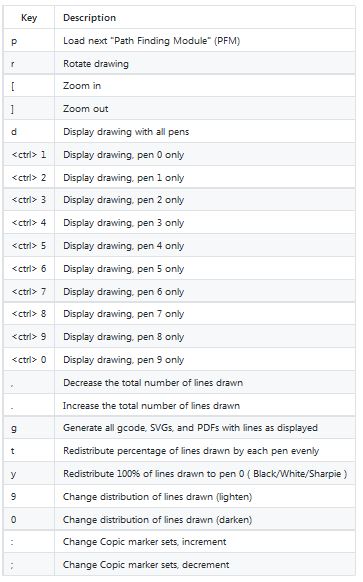 Key Description
p Load next "Path Finding Module" (PFM)
r Rotate drawing
[ Zoom in
] Zoom out
d Display drawing with all pens
<ctrl> 1 Display drawing, pen 0 only
<ctrl> 2 Display drawing, pen 1 only
<ctrl> 3 Display drawing, pen 2 only
<ctrl> 4 Display drawing, pen 3 only
<ctrl> 5 Display drawing, pen 4 only
<ctrl> 6 Display drawing, pen 5 only
<ctrl> 7 Display drawing, pen 6 only
<ctrl> 8 Display drawing, pen 7 only
<ctrl> 9 Display drawing, pen 8 only
<ctrl> 0 Display drawing, pen 9 only
, Decrease the total number of lines drawn
. Increase the total number of lines drawn
g Generate all gcode, SVGs, and PDFs with lines as displayed
t Redistribute percentage of lines drawn by each pen evenly
y Redistribute 100% of lines drawn to pen 0 ( Black/White/Sharpie )
9 Change distribution of lines drawn (lighten)
0 Change distribution of lines drawn (darken)
: Change Copic marker sets, increment
; Change Copic marker sets, decrement